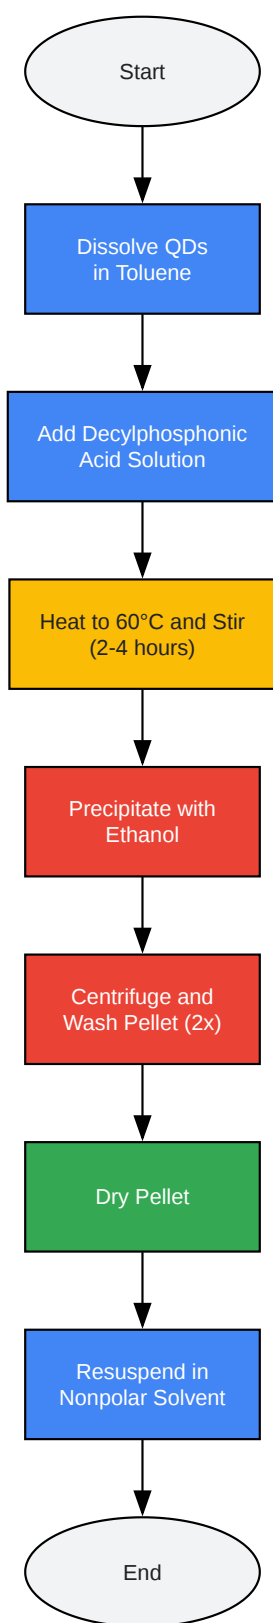 Start
Dissolve QDs
in Toluene
Add Decylphosphonic
Acid Solution
Heat to 60°C and Stir
(2-4 hours)
Precipitate with
Ethanol
Centrifuge and
Wash Pellet (2x)
Dry Pellet
Resuspend in
Nonpolar Solvent
End